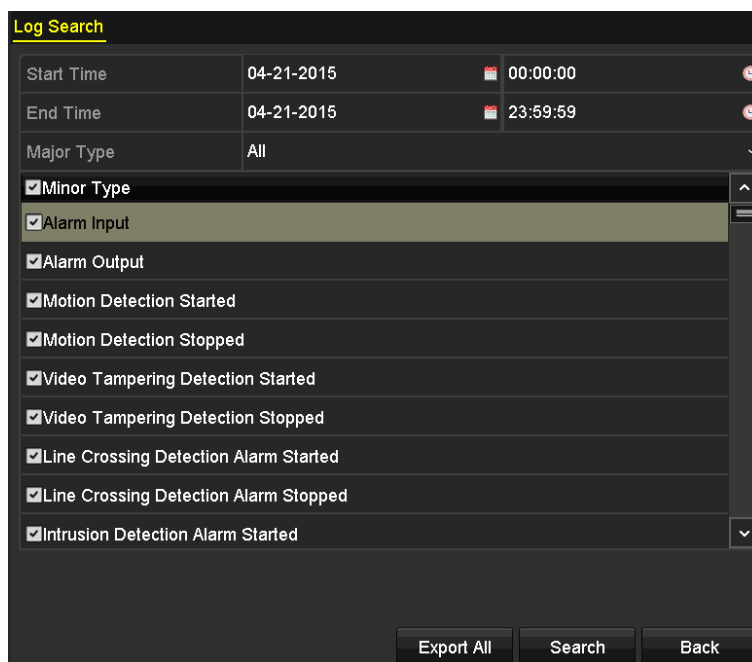 Log Search
Start Time 04-21-2015 00:00:00
End Time 04-21-2015 23:59:59
Major Type All
Minor Type
Alarm Input
Alarm Output
Motion Detection Started
Motion Detection Stopped
Video Tampering Detection Started
Video Tampering Detection Stopped
Line Crossing Detection Alarm Started
Line Crossing Detection Alarm Stopped
Intrusion Detection Alarm Started
Export All Search Back